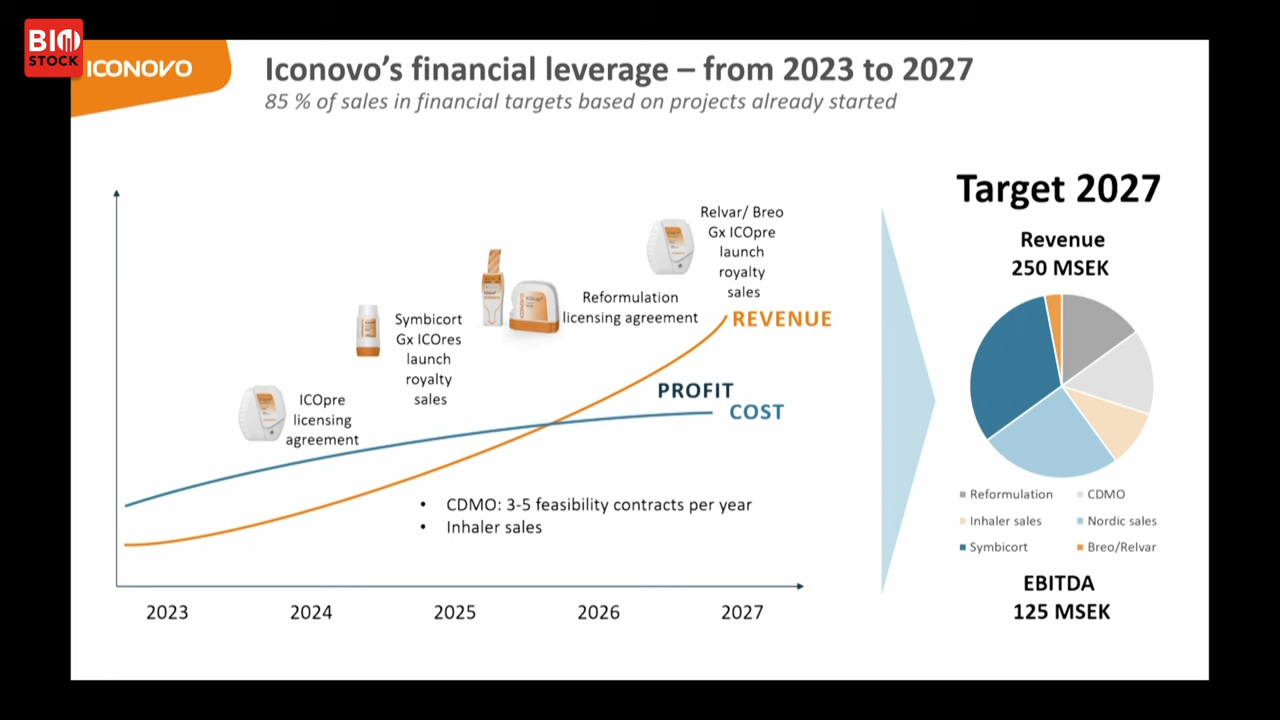 BIO
STOCK
ICONOVO
Iconovo's financial leverage – from 2023 to 2027
85 % of sales in financial targets based on projects already started
ICOpre
licensing
agreement
Symbicort
Gx ICOres
launch
royalty
sales
Reformulation
licensing agreement
Relvar/ Breo
Gx ICOpre
launch
royalty
sales
REVENUE
PROFIT
COST
• CDMO: 3-5 feasibility contracts per year
• Inhaler sales
2023 2024 2025 2026 2027
Target 2027
Revenue
250 MSEK
Reformulation CDMO
Inhaler sales Nordic sales
Symbicort Breo/Relvar
EBITDA
125 MSEK